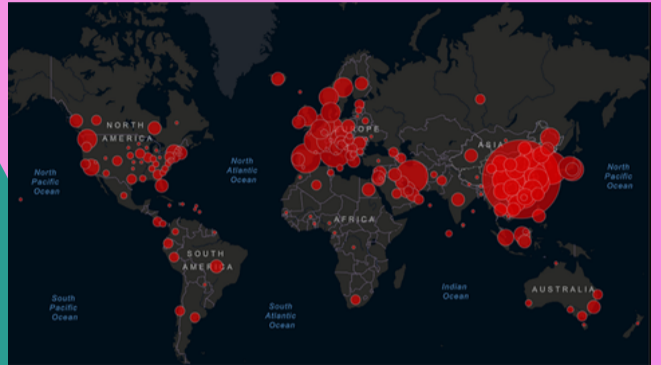 NORTH
AMERICA
ROPE
ASIA
North
Pacific
Ocean
North
Atlantic
Ocean
North
Pacific
Ocean
AFRICA
SOUTH
AMERICA
Indian
Ocean
AUSTRALIA
South
Pacific
Ocean
South
Atlantic
Ocean